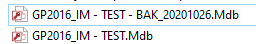 GP2016_IM - TEST - BAK_20201026.Mdb
GP2016_IM - TEST.Mdb